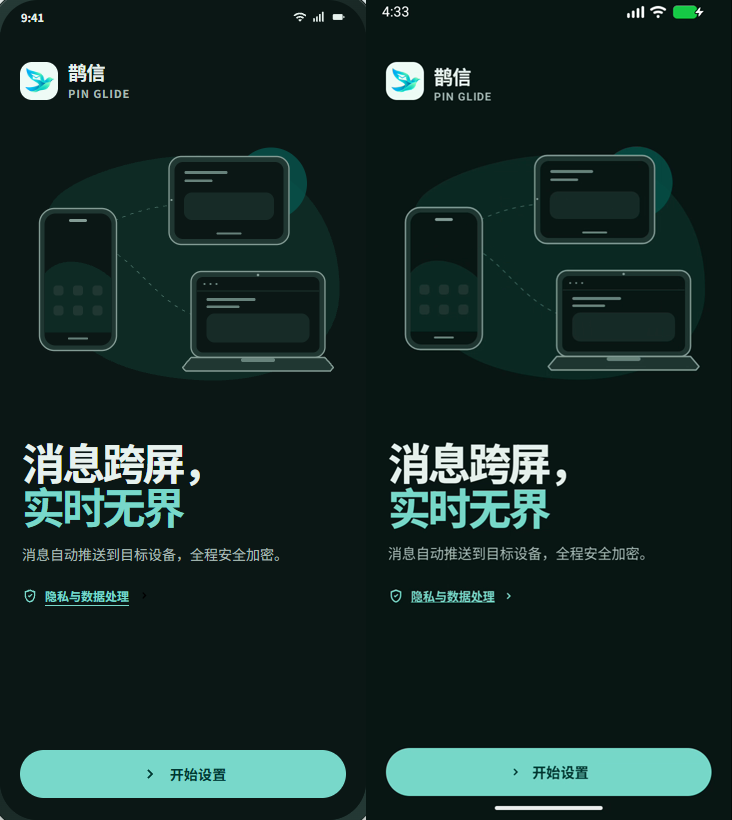 9:41
鹊信
PIN GLIDE
消息跨屏，
实时无界
消息自动推送到目标设备，全程安全加密。
隐私与数据处理
开始设置
4:33
鹊信
PIN GLIDE
消息跨屏，
实时无界
消息自动推送到目标设备，全程安全加密。
隐私与数据处理
开始设置